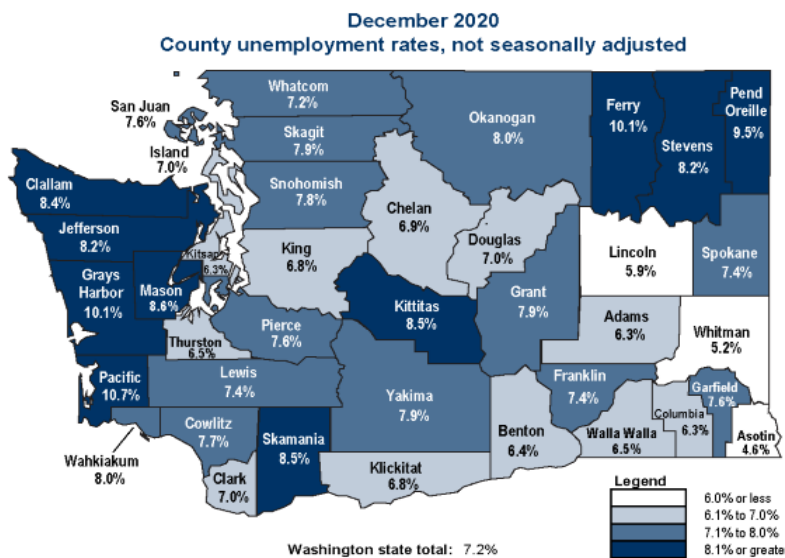 December 2020
County unemployment rates, not seasonally adjusted
Whatcom
7.2%
San Juan
7.6%
Skagit
7.9%
Island
7.0%
Snohomish
7.8%
Okanogan
8.0%
Ferry
10.1%
Stevens
8.2%
Pend
Oreille
9.5%
Clallam
8.4%
Jefferson
8.2%
Chelan
6.9%
Douglas
7.0%
Kitsap
6.3%
King
6.8%
Lincoln
5.9%
Spokane
7.4%
Grays
Harbor
10.1%
Mason
8.6%
Kittitas
8.5%
Grant
7.9%
Adams
6.3%
Whitman
5.2%
Thurston
6.5%
Pierce
7.6%
Pacific
10.7%
Lewis
7.4%
Yakima
7.9%
Franklin
7.4%
Garfield
7.6%
Columbia
6.3%
Cowlitz
7.7%
Skamania
8.5%
Benton
6.4%
Walla Walla
6.5%
Asotin
4.6%
Wahkiakum
8.0%
Clark
7.0%
Klickitat
6.8%
Legend
6.0% or less
6.1% to 7.0%
7.1% to 8.0%
8.1% or greate
Washington state total: 7.2%